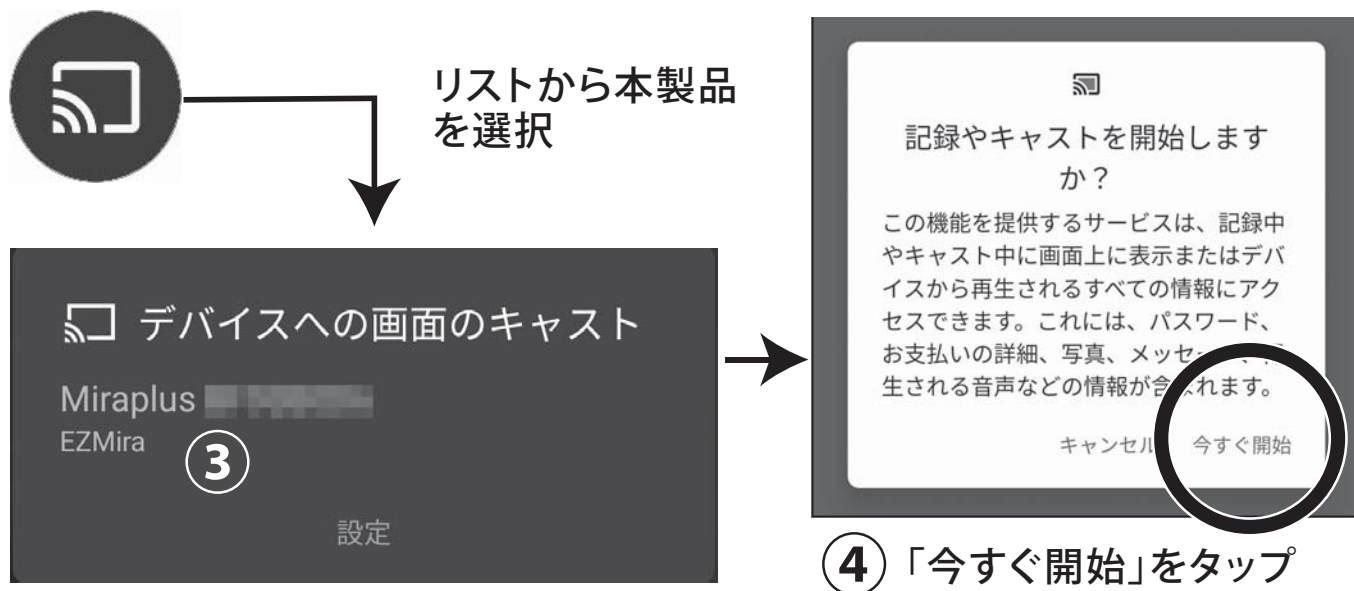 リストから本製品
を選択
デバイスへの画面のキャスト
Miraplus
EZMira
③
設定
記録やキャストを開始します
か？
この機能を提供するサービスは、記録中
やキャスト中に画面上に表示またはデバ
イスから再生されるすべての情報にアク
セスできます。これには、パスワード、
お支払いの詳細、写真、メッセ
生される音声などの情報が含まれます。
キャンセル 今すぐ開始
④「今すぐ開始」をタップ